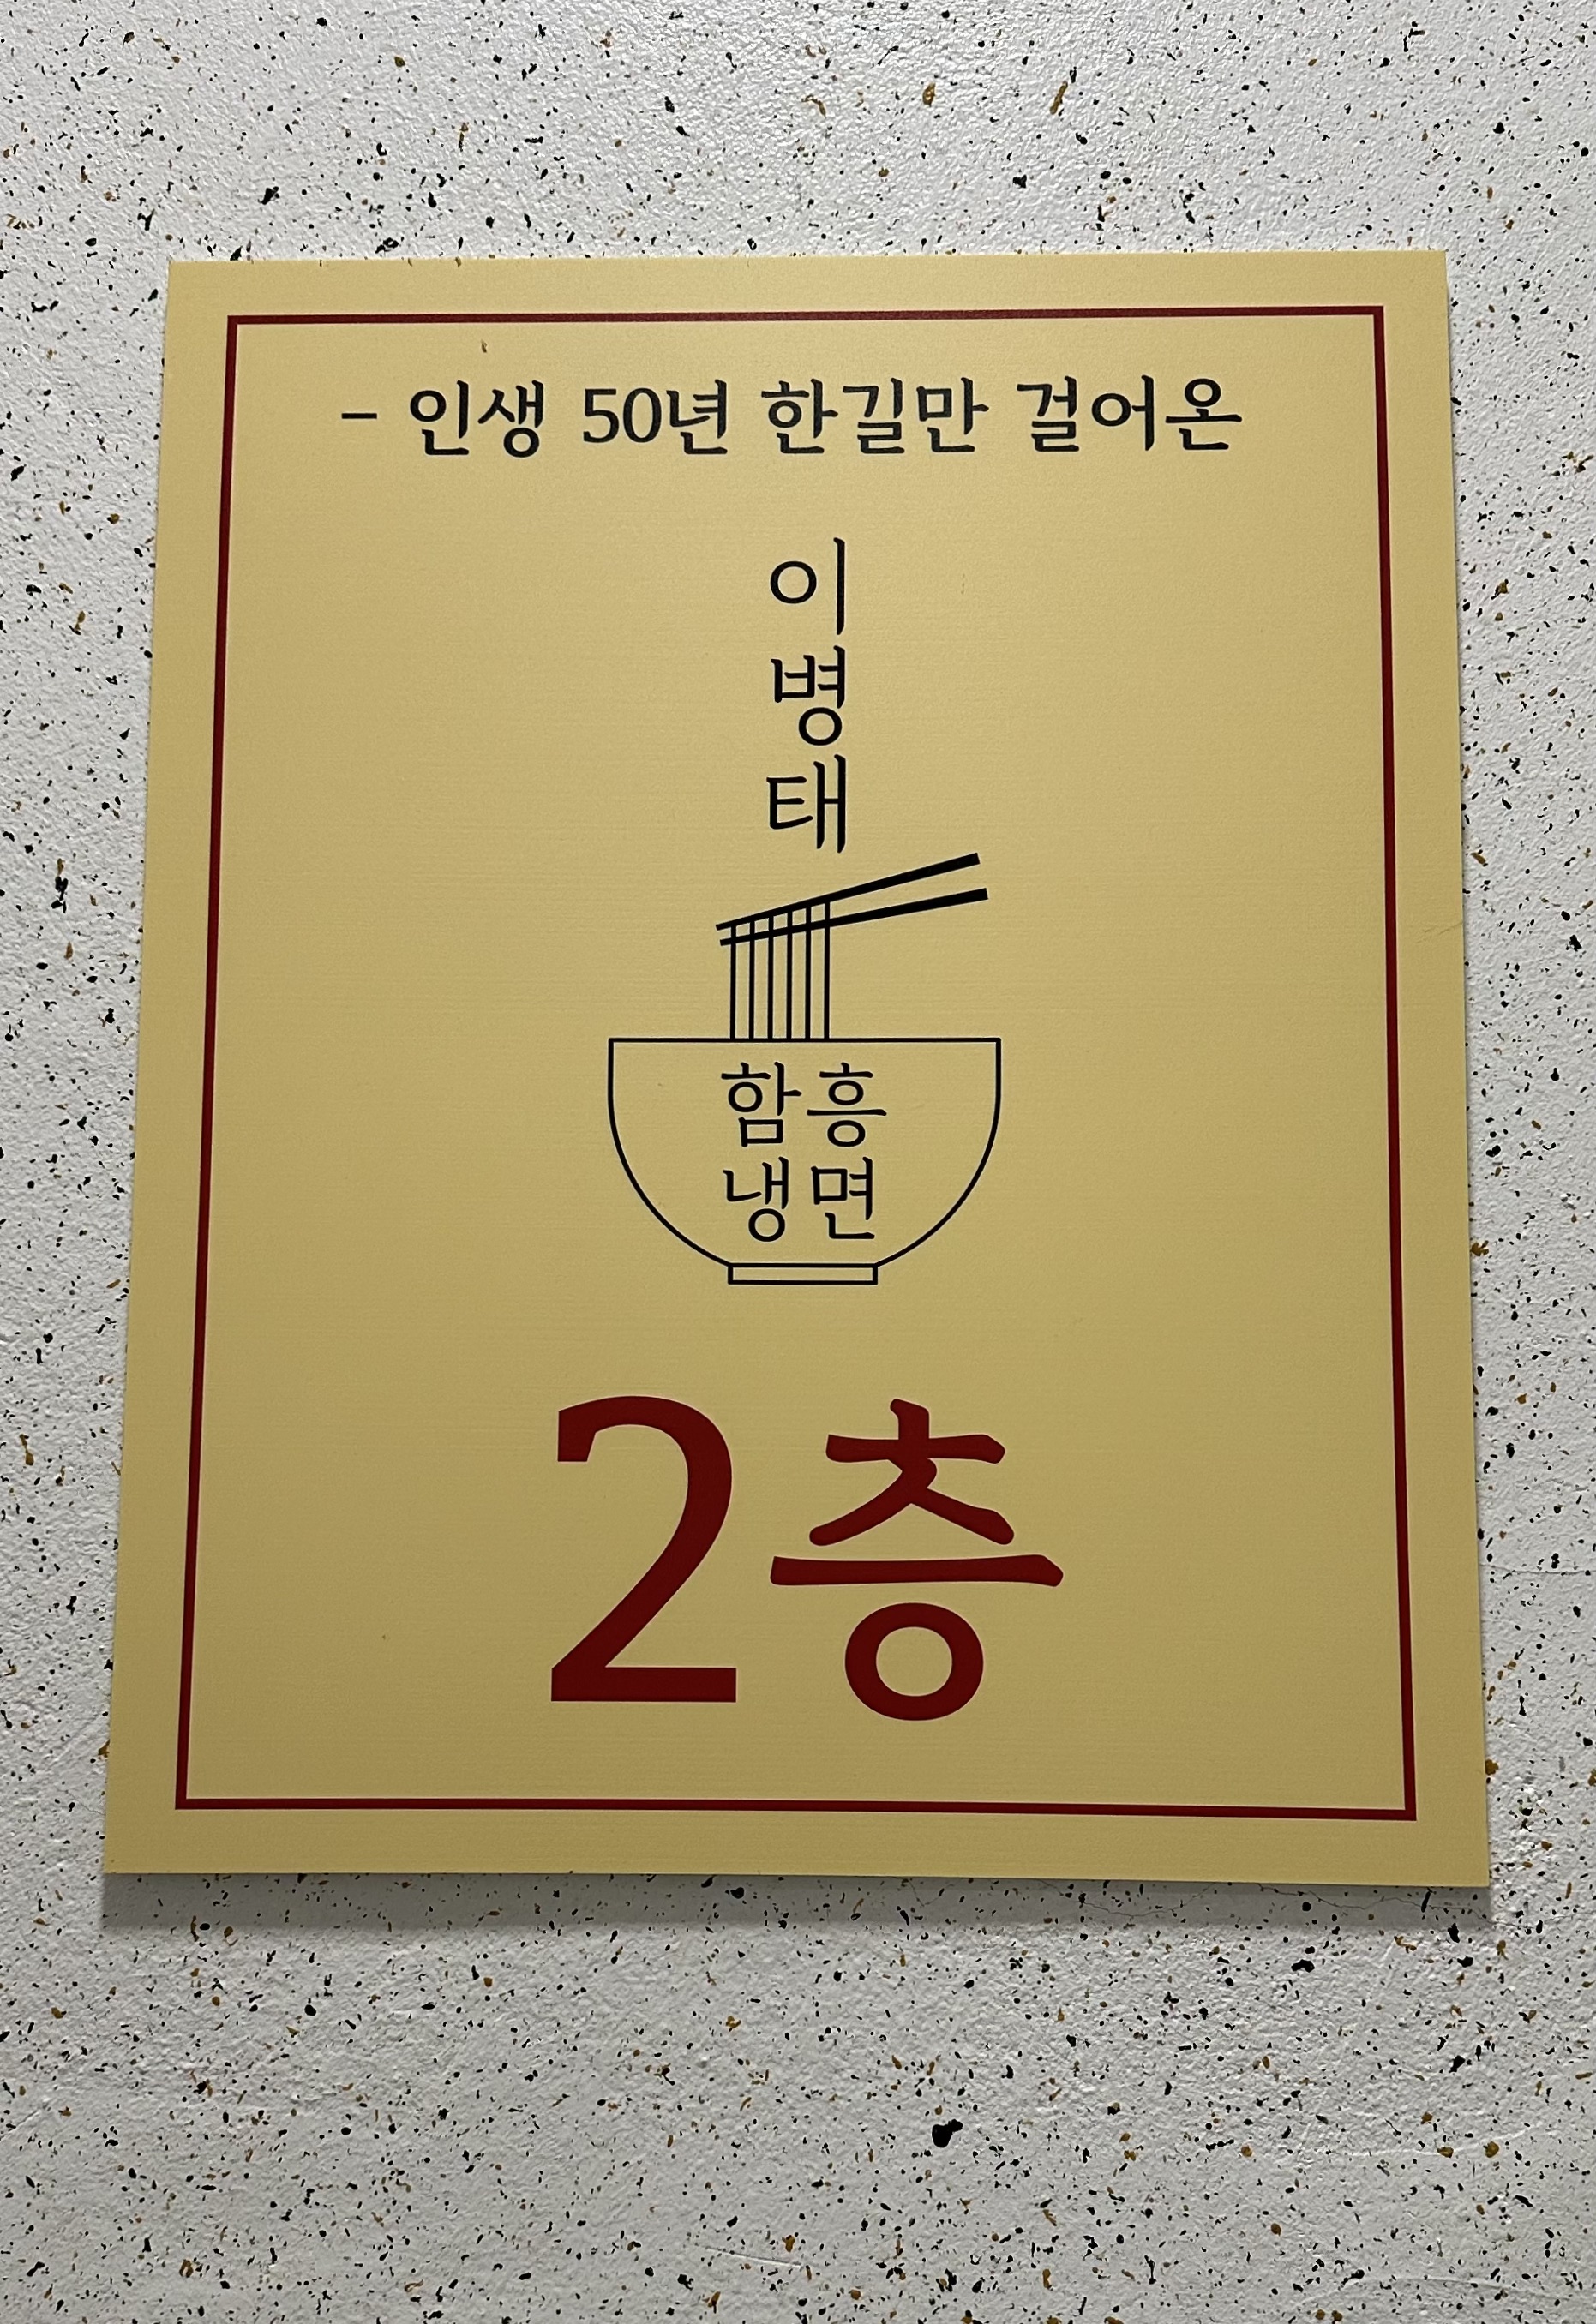 - 인생 50년 한길만 걸어온
이
병
태
함흥
냉면
2층